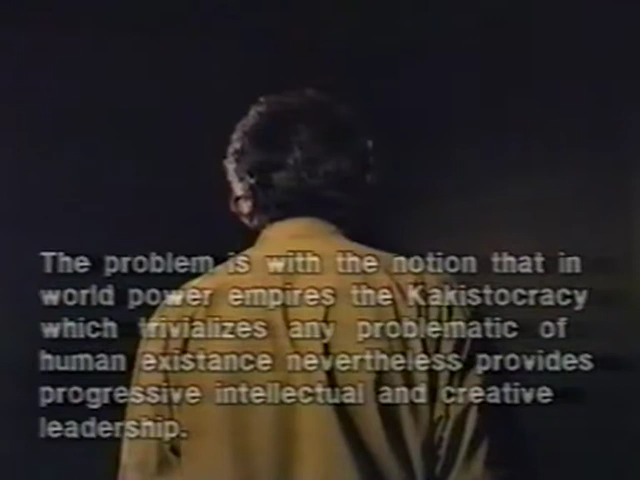 The problem is with the notion that in
world power empires the Kakistocracy
which trivializes any problematic of
human existance nevertheless provides
progressive intellectual and creative
leadership.